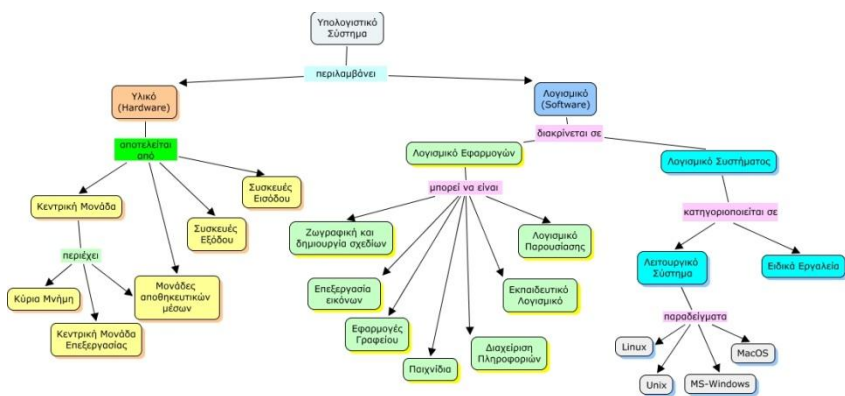 Υπολογιστικό
Σύστημα
περιλαμβάνει
Υλικό
(Hardware)
Λογισμικό
(Software)
αποτελείται
από
διακρίνεται σε
Λογισμικό Εφαρμογών
Λογισμικό Συστήματος
μπορεί να είναι
Συσκευές
Εισόδου
Κεντρική Μονάδα
Συσκευές
Εξόδου
κατηγοριοποιείται σε
Ζωγραφική και
δημιουργία σχεδίων
Λογισμικό
Παρουσίασης
περιέχει
Λειτουργικό
Σύστημα
Ειδικά Εργαλεία
Κύρια Μνήμη
Μονάδες
αποθηκευτικών
μέσων
Επεξεργασία
εικόνων
Εκπαιδευτικό
Λογισμικό
Κεντρική Μονάδα
Επεξεργασίας
Εφαρμογές
Γραφείου
Διαχείριση
Πληροφοριών
Παιχνίδια
παραδείγματα
Linux
MacOS
Unix
MS-Windows